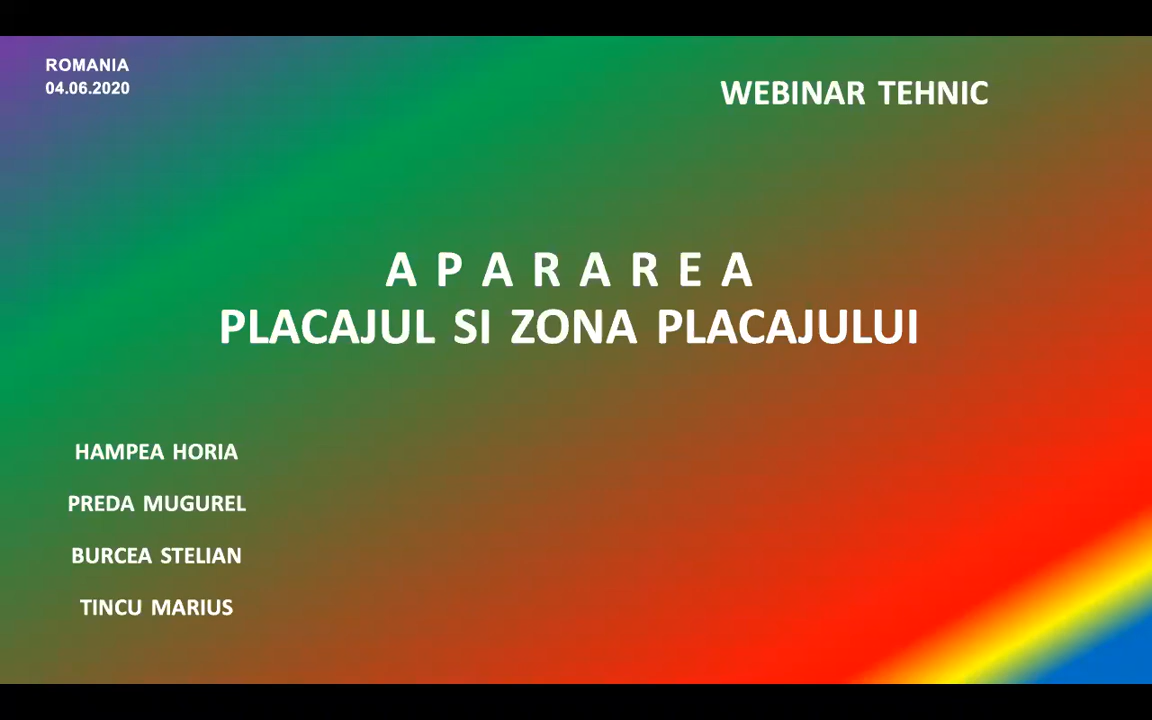 ROMANIA
04.06.2020
WEBINAR TEHNIC
A P A R A R E A
PLACAJUL SI ZONA PLACAJULUI
HAMPEA HORIA
PREDA MUGUREL
BURCEA STELIAN
TINCU MARIUS